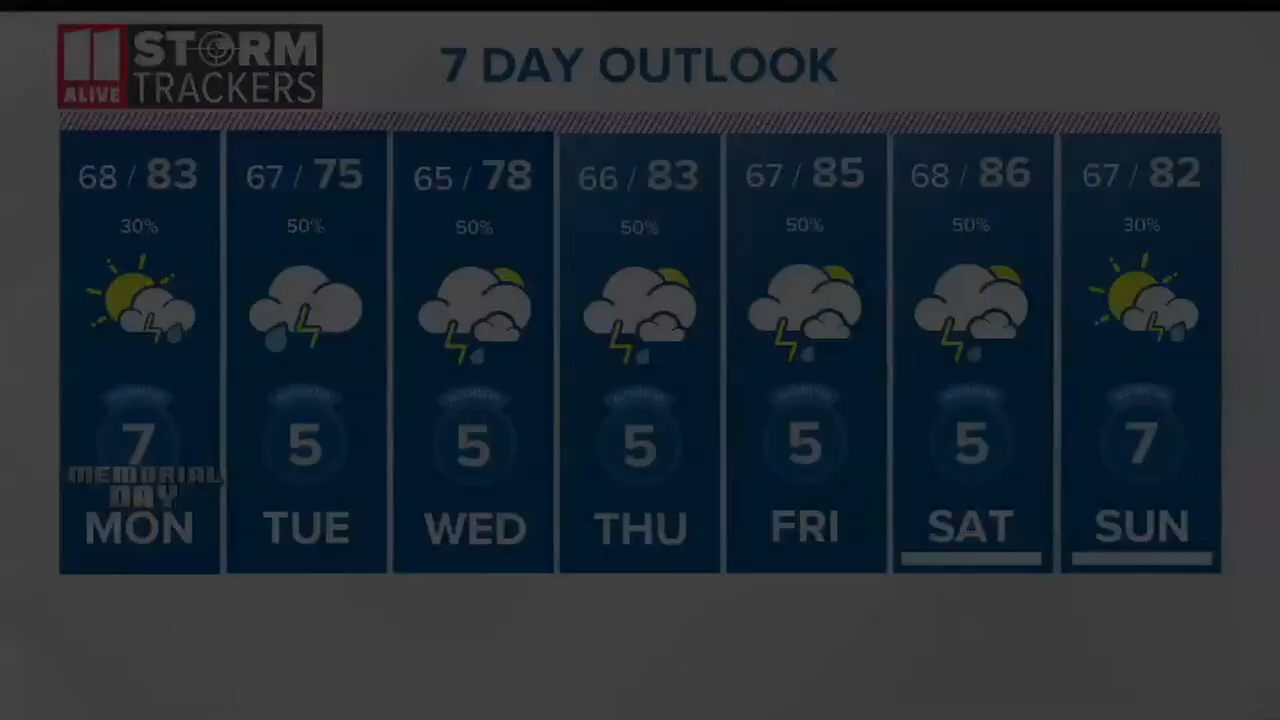 11 STORM
ALIVE TRACKERS
7 DAY OUTLOOK
68 / 83 67 / 75 65 / 78 66 / 83 67 / 85 68 / 86 67 / 82
30% 50% 50% 50% 50% 50% 30%
7 5 5 5 5 5 7
MEMORIAL
DAY
MON TUE WED THU FRI SAT SUN